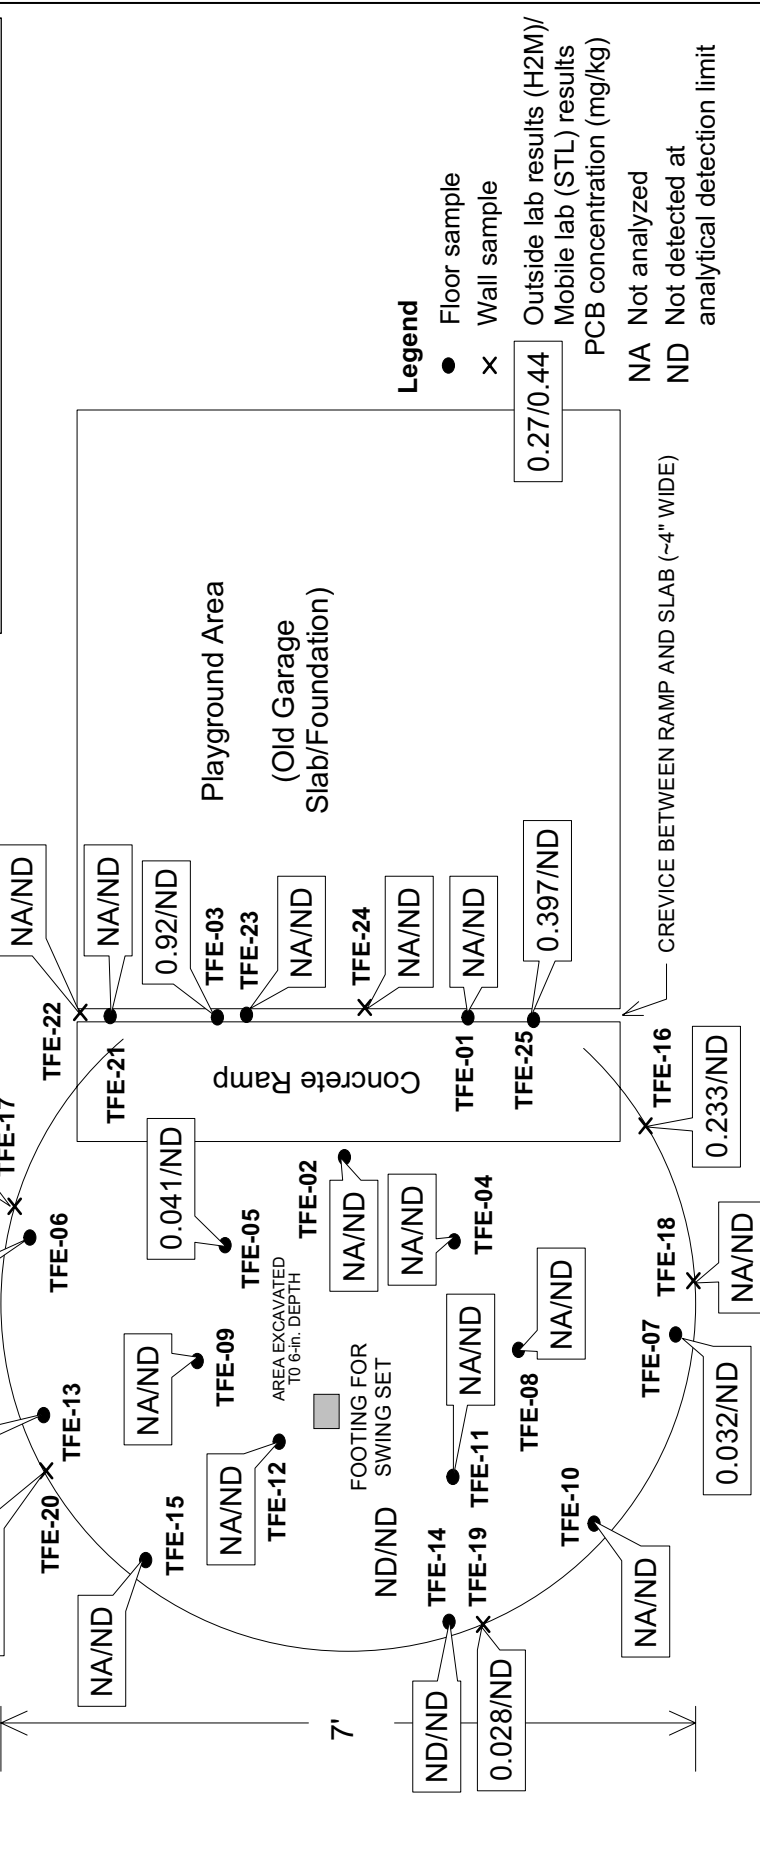 NA/ND
TFE-22
NA/ND
TFE-21
0.92/ND
TFE-03
TFE-23
NA/ND
TFE-24
NA/ND
TFE-01
NA/ND
TFE-25
0.397/ND
Playground Area
(Old Garage
Slab/Foundation)
Concrete Ramp
CREVICE BETWEEN RAMP AND SLAB (~4" WIDE)
TFE-17
TFE-06
0.041/ND
TFE-05
TFE-02
NA/ND
NA/ND
TFE-04
TFE-16
0.233/ND
TFE-18
NA/ND
TFE-07
0.032/ND
TFE-13
TFE-20
NA/ND
TFE-09
AREA EXCAVATED
TO 6-in. DEPTH
NA/ND
TFE-12
FOOTING FOR
SWING SET
NA/ND
TFE-11
NA/ND
TFE-08
TFE-15
NA/ND
ND/ND
TFE-14
ND/ND
TFE-19
0.028/ND
TFE-10
NA/ND
7'
Legend
Floor sample
Wall sample
0.27/0.44
Outside lab results (H2M)/
Mobile lab (STL) results
PCB concentration (mg/kg)
NA Not analyzed
ND Not detected at
analytical detection limit